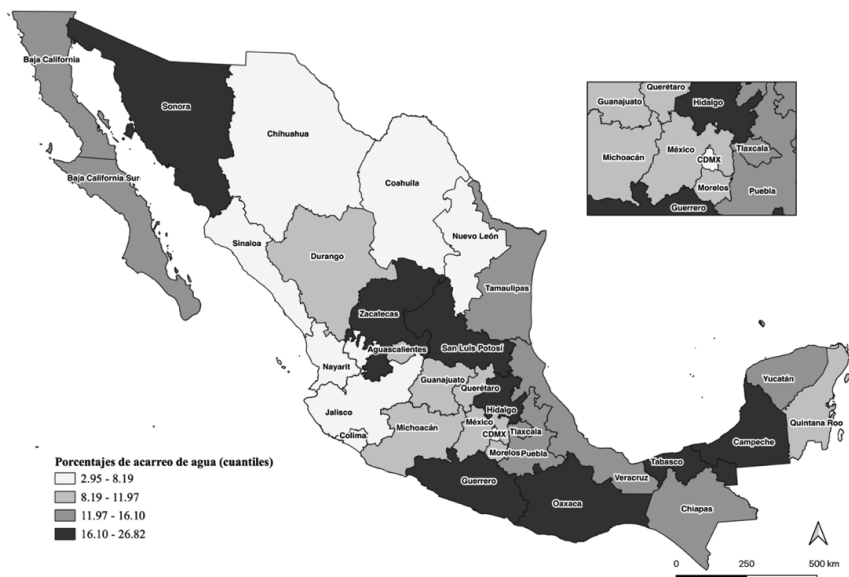 Baja California
Sonora
Chihuahua
Coahuila
Baja California Sur
Sinaloa
Nuevo León
Durango
Tamaulipas
Zacatecas
San Luis Potosí
Aguascalientes
Nayarit
Guanajuato
Querétaro
Jalisco
Hidalgo
Colima
Michoacán
México
CDMX
Tlaxcala
Morelos
Puebla
Guerrero
Oaxaca
Veracruz
Tabasco
Chiapas
Campeche
Yucatán
Quintana Roo
Querétaro
Guanajuato
Hidalgo
Michoacán
México
CDMX
Tlaxcala
Morelos
Puebla
Guerrero
Porcentajes de acarreo de agua (cuantiles)
2.95 - 8.19
8.19 - 11.97
11.97 - 16.10
16.10 - 26.82
0 250 500 km